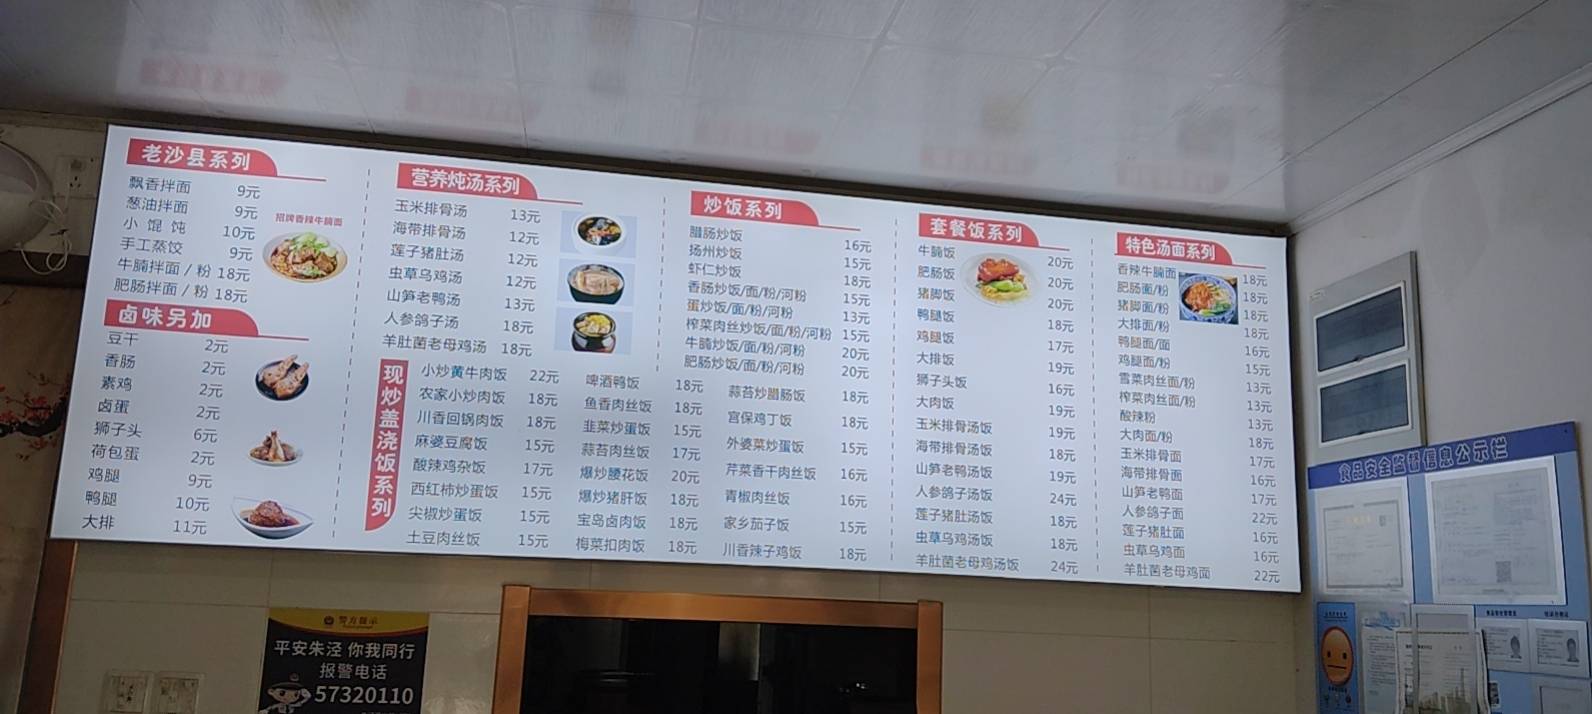 老沙县系列
飘香拌面 9元
葱油拌面 9元
小馄饨 10元
手工蒸饺 9元
牛腩拌面/粉 18元
肥肠拌面/粉 18元
招牌香辣牛腩面
卤味另加
豆干 2元
香肠 2元
素鸡 2元
卤蛋 2元
狮子头 6元
荷包蛋 2元
鸡腿 9元
鸭腿 10元
大排 11元
营养炖汤系列
玉米排骨汤 13元
海带排骨汤 12元
莲子猪肚汤 12元
虫草乌鸡汤 12元
山笋老鸭汤 13元
人参鸽子汤 18元
羊肚菌老母鸡汤 18元
现炒盖浇饭系列
小炒黄牛肉饭 22元
农家小炒肉饭 18元
川香回锅肉饭 18元
麻婆豆腐饭 15元
酸辣鸡杂饭 17元
西红柿炒蛋饭 15元
尖椒炒蛋饭 15元
土豆肉丝饭 15元
啤酒鸭饭 18元
鱼香肉丝饭 18元
韭菜炒蛋饭 15元
蒜苔肉丝饭 17元
爆炒腰花饭 20元
爆炒猪肝饭 18元
宝岛卤肉饭 18元
梅菜扣肉饭 18元
蒜苔炒腊肠饭 18元
宫保鸡丁饭 18元
外婆菜炒蛋饭 15元
芹菜香干肉丝饭 16元
青椒肉丝饭 16元
家乡茄子饭 15元
川香辣子鸡饭 18元
炒饭系列
腊肠炒饭 16元
扬州炒饭 15元
虾仁炒饭 18元
香肠炒饭/面/粉/河粉 15元
蛋炒饭/面/粉/河粉 13元
榨菜肉丝炒饭/面/粉/河粉 15元
牛腩炒饭/面/粉/河粉 20元
肥肠炒饭/面/粉/河粉 20元
套餐饭系列
牛腩饭 20元
肥肠饭 20元
猪脚饭 20元
鸭腿饭 18元
鸡腿饭 17元
大排饭 19元
狮子头饭 16元
大肉饭 19元
玉米排骨汤饭 19元
海带排骨汤饭 18元
山笋老鸭汤饭 19元
人参鸽子汤饭 24元
莲子猪肚汤饭 18元
虫草乌鸡汤饭 18元
羊肚菌老母鸡汤饭 24元
特色汤面系列
香辣牛腩面 18元
肥肠面/粉 18元
猪脚面/粉 18元
大排面/粉 18元
鸭腿面/面 16元
鸡腿面/粉 15元
雪菜肉丝面/粉 13元
榨菜肉丝面/粉 13元
酸辣粉 13元
大肉面/粉 18元
玉米排骨面 17元
海带排骨面 16元
山笋老鸭面 17元
人参鸽子面 22元
莲子猪肚面 16元
虫草乌鸡面 16元
羊肚菌老母鸡面 22元
食品安全监督信息公示栏
警方提示
平安朱泾 你我同行
报警电话
57320110